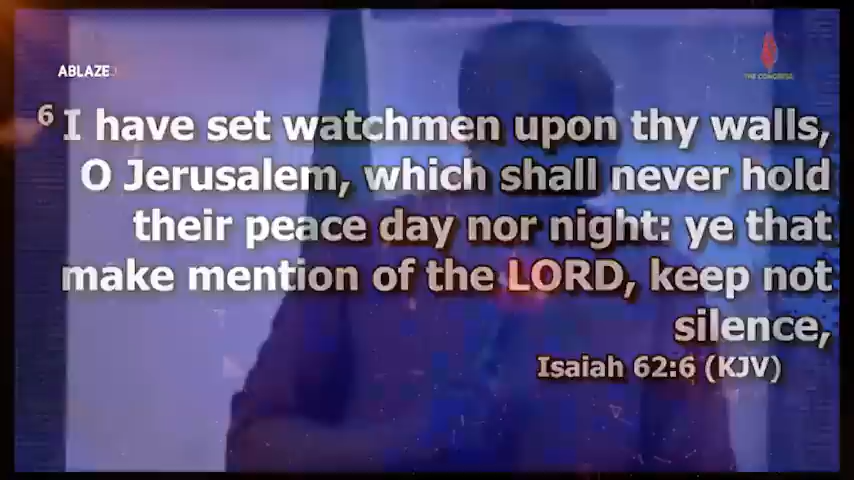 ABLAZE
THE CONGRESS
6 I have set watchmen upon thy walls,
O Jerusalem, which shall never hold
their peace day nor night: ye that
make mention of the LORD, keep not
silence,
Isaiah 62:6 (KJV)